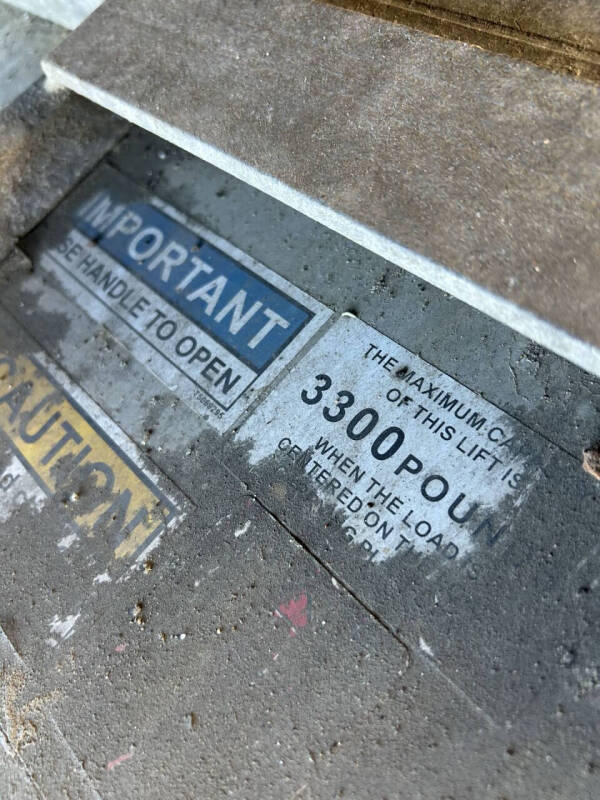 IMPORTANT
SE HANDLE TO OPEN
CAUTION
THE MAXIMUM CA
OF THIS LIFT IS
3300 POUN
WHEN THE LOAD IS
CENTERED ON T